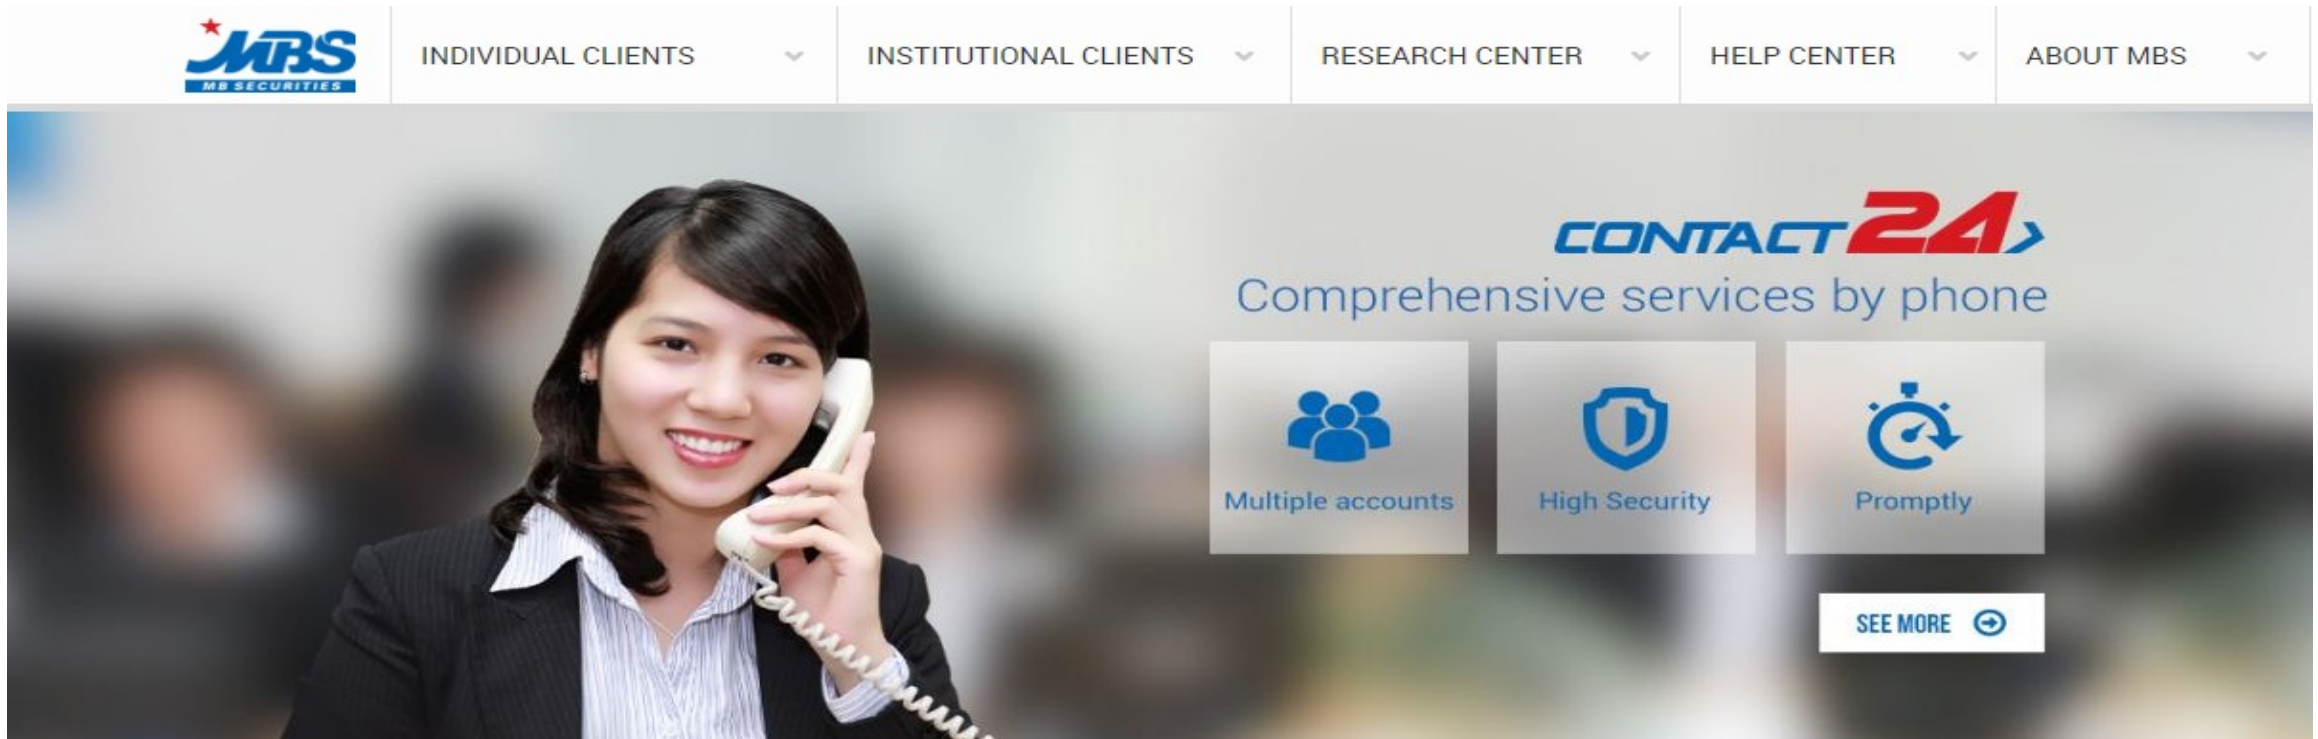 MBS
MB SECURITIES
INDIVIDUAL CLIENTS
INSTITUTIONAL CLIENTS
RESEARCH CENTER
HELP CENTER
ABOUT MBS
CONTACT24
Comprehensive services by phone
Multiple accounts
High Security
Promptly
SEE MORE